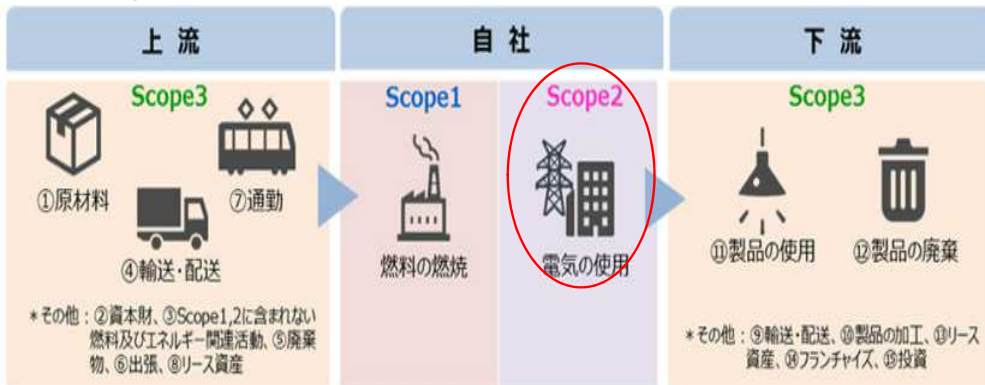 上 流
自 社
下 流
Scope3
Scope1
Scope2
Scope3
①原材料
⑦通勤
④輸送・配送
燃料の燃焼
電気の使用
⑪製品の使用
⑫製品の廃棄
＊その他：②資本財、③Scope1,2に含まれない
燃料及びエネルギー関連活動、⑤廃棄
物、⑥出張、⑧リース資産
＊その他：⑨輸送・配送、⑩製品の加工、⑬リース
資産、⑭フランチャイズ、⑮投資